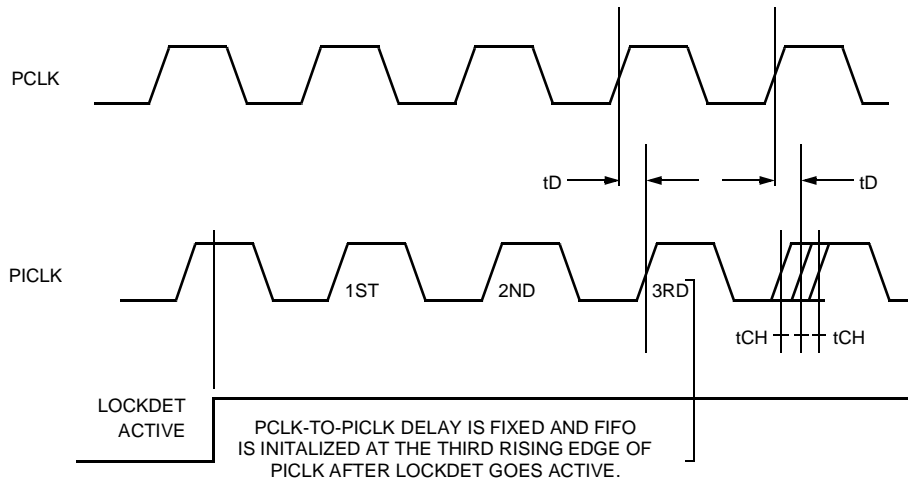 PCLK
tD
tD
PICLK
1ST
2ND
3RD
tCH
tCH
LOCKDET
ACTIVE
PCLK-TO-PICLK DELAY IS FIXED AND FIFO
IS INITALIZED AT THE THIRD RISING EDGE OF
PICLK AFTER LOCKDET GOES ACTIVE.